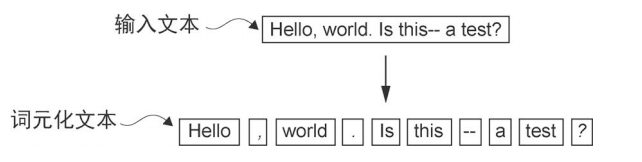 输入文本
Hello, world. Is this-- a test?
词元化文本
Hello , world . Is this -- a test ?